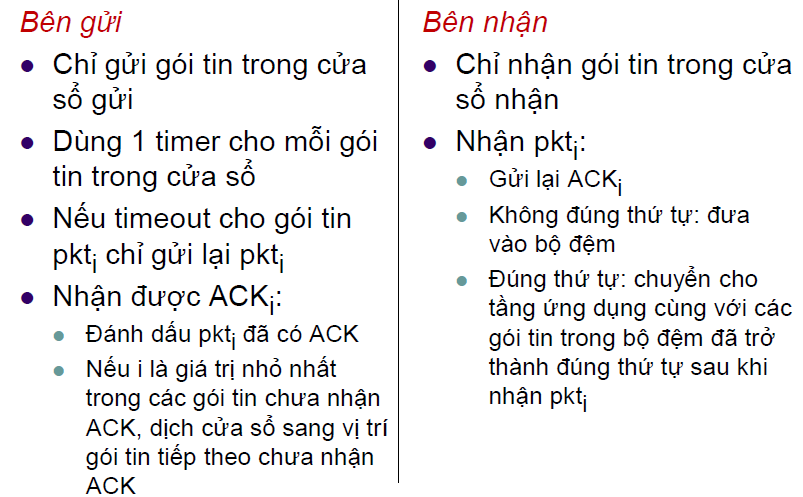 Bên gửi
● Chỉ gửi gói tin trong cửa
sổ gửi
● Dùng 1 timer cho mỗi gói
tin trong cửa sổ
● Nếu timeout cho gói tin
pkti chỉ gửi lại pkti
● Nhận được ACKi:
● Đánh dấu pkti đã có ACK
● Nếu i là giá trị nhỏ nhất
trong các gói tin chưa nhận
ACK, dịch cửa sổ sang vị trí
gói tin tiếp theo chưa nhận
ACK
Bên nhận
● Chỉ nhận gói tin trong cửa
sổ nhận
● Nhận pkti:
● Gửi lại ACKi
● Không đúng thứ tự: đưa
vào bộ đệm
● Đúng thứ tự: chuyển cho
tầng ứng dụng cùng với các
gói tin trong bộ đệm đã trở
thành đúng thứ tự sau khi
nhận pkti